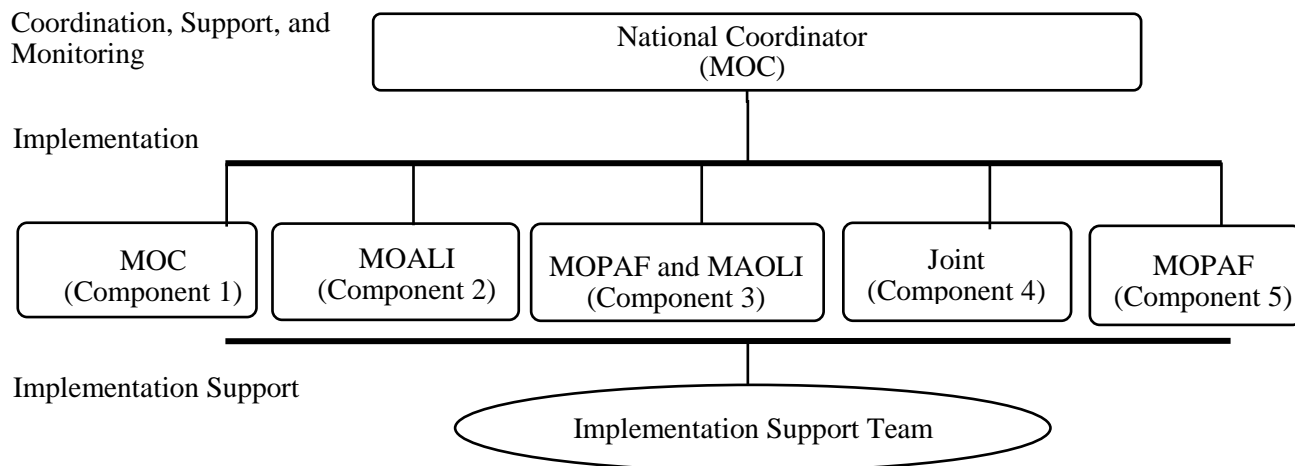 Coordination, Support, and
Monitoring
National Coordinator
(MOC)
Implementation
MOC
(Component 1)
MOALI
(Component 2)
MOPAF and MAOLI
(Component 3)
Joint
(Component 4)
MOPAF
(Component 5)
Implementation Support
Implementation Support Team